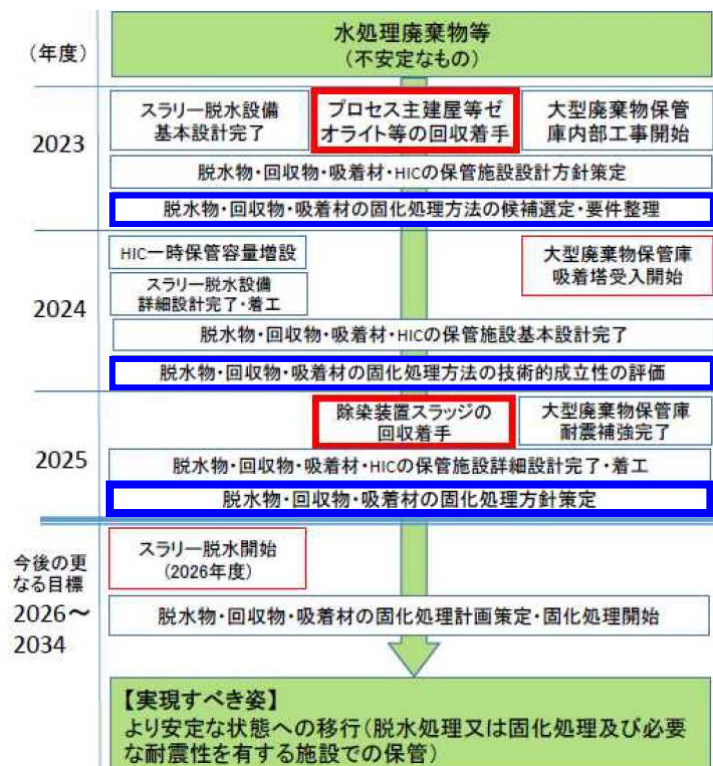 水処理廃棄物等
(不安定なもの)
(年度)
2023
スラリー脱水設備
基本設計完了
プロセス主建屋等ゼ
オライト等の回収着手
大型廃棄物保管
庫内部工事開始
脱水物・回収物・吸着材・HICの保管施設設計方針策定
脱水物・回収物・吸着材の固化処理方法の候補選定・要件整理
2024
HIC一時保管容量増設
スラリー脱水設備
詳細設計完了・着工
大型廃棄物保管庫
吸着塔受入開始
脱水物・回収物・吸着材・HICの保管施設基本設計完了
脱水物・回収物・吸着材の固化処理方法の技術的成立性の評価
2025
除染装置スラッジの
回収着手
大型廃棄物保管庫
耐震補強完了
脱水物・回収物・吸着材・HICの保管施設詳細設計完了・着工
脱水物・回収物・吸着材の固化処理方針策定
今後の更
なる目標
2026～
2034
スラリー脱水開始
(2026年度)
脱水物・回収物・吸着材の固化処理計画策定・固化処理開始
【実現すべき姿】
より安定な状態への移行(脱水処理又は固化処理及び必要
な耐震性を有する施設での保管)